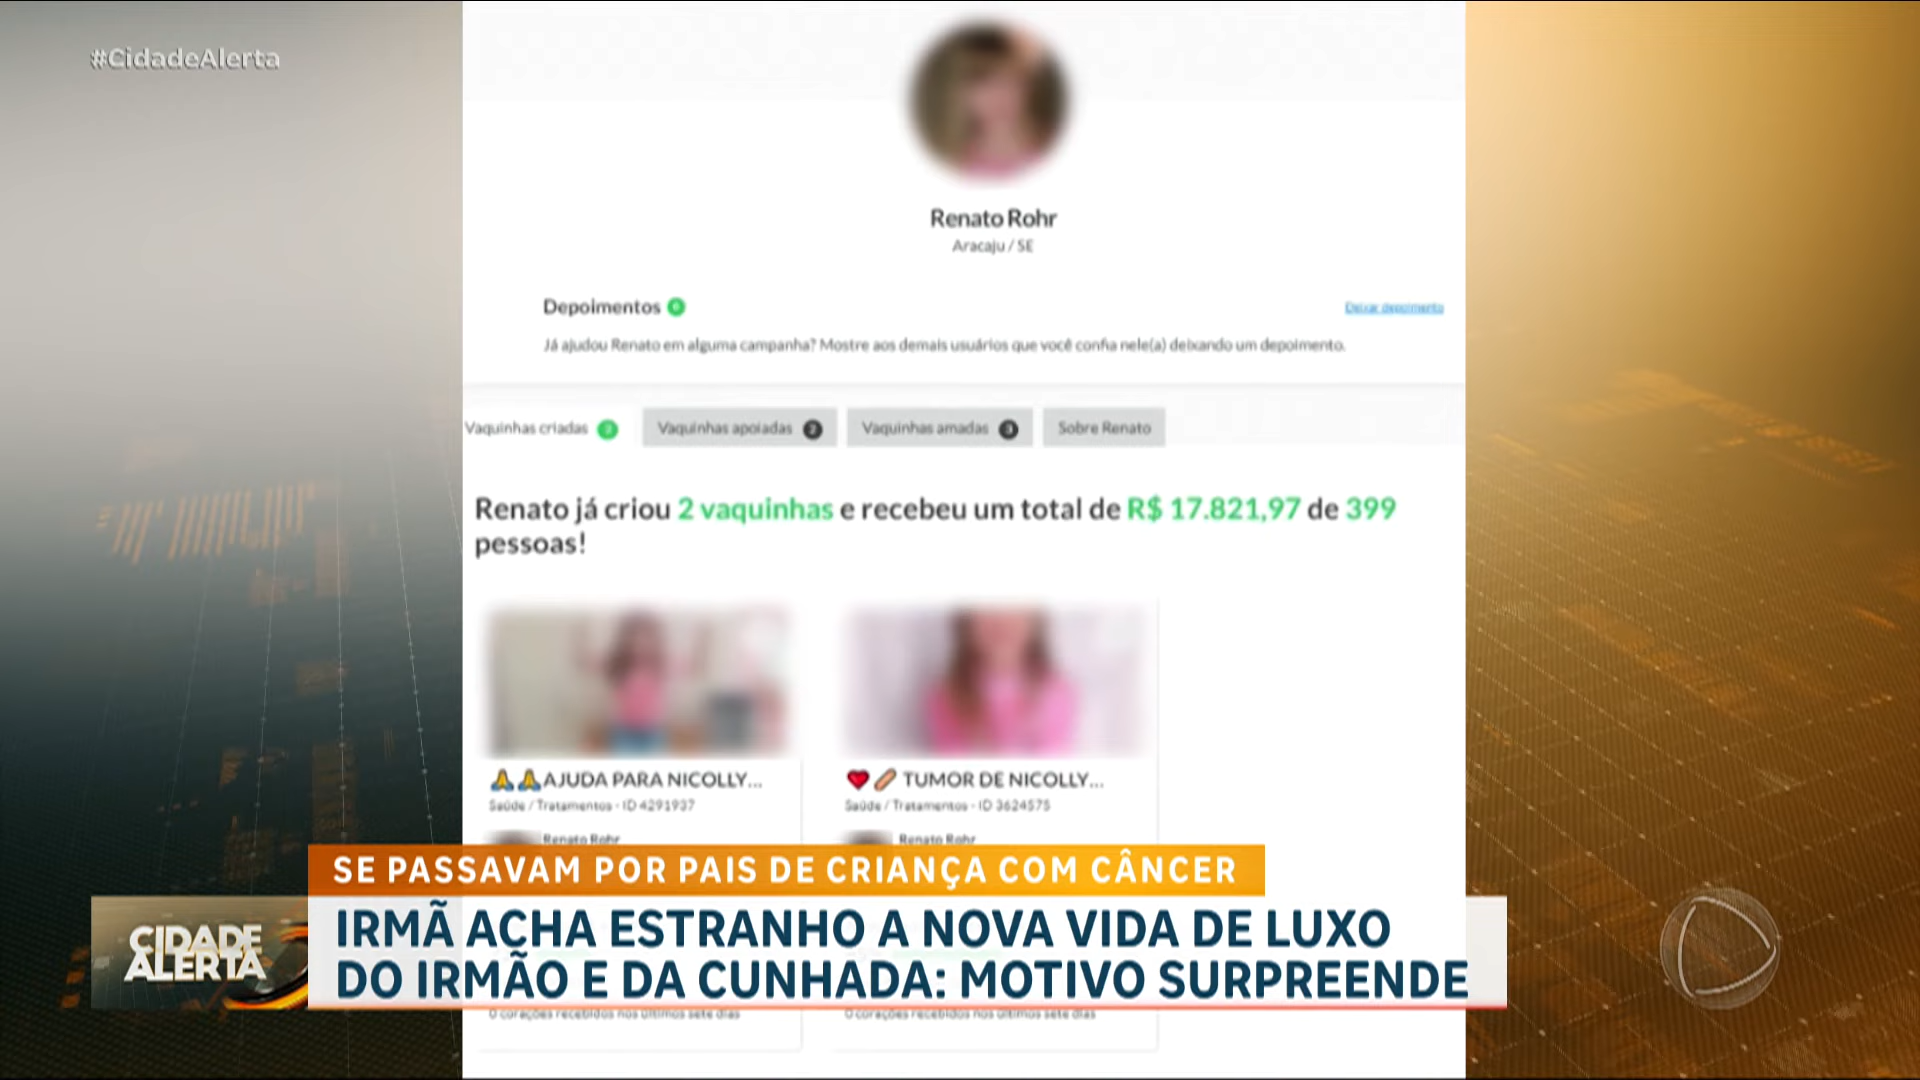 #CidadeAlerta
Renato Rohr
Aracaju / SE
Depoimentos
Deixar depoimento
Já ajudou Renato em alguma campanha? Mostre aos demais usuários que você confia nele(a) deixando um depoimento.
Vaquinhas criadas
Vaquinhas apoiadas 2
Vaquinhas amadas 3
Sobre Renato
Renato já criou 2 vaquinhas e recebeu um total de R$ 17.821,97 de 399
pessoas!
🙏🙏AJUDA PARA NICOLLY...
Saúde / Tratamentos - ID 4291937
Renato Rohr
❤️🩹 TUMOR DE NICOLLY...
Saúde / Tratamentos - ID 3624575
Renato Rohr
SE PASSAVAM POR PAIS DE CRIANÇA COM CÂNCER
CIDADE
ALERTA
IRMÃ ACHA ESTRANHO A NOVA VIDA DE LUXO
DO IRMÃO E DA CUNHADA: MOTIVO SURPREENDE
0 corações recebidos nos últimos sete dias
0 corações recebidos nos últimos sete dias